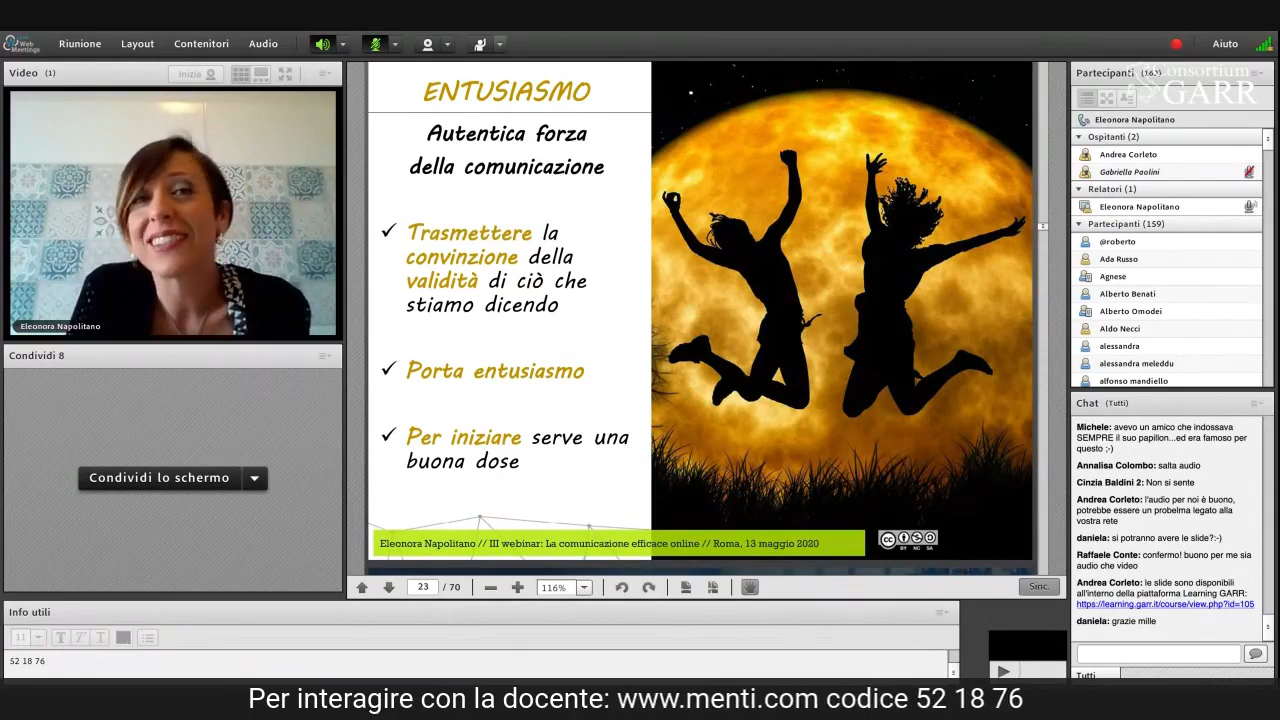 Web
Meetings
Riunione
Layout
Contenitori
Audio
Aiuto
Video (1)
Inizia
Eleonora Napolitano
Condividi 8
Condividi lo schermo
ENTUSIASMO
Autentica forza
della comunicazione
✓ Trasmettere la
convinzione della
validità di ciò che
stiamo dicendo
✓ Porta entusiasmo
✓ Per iniziare serve una
buona dose
Eleonora Napolitano // III webinar: La comunicazione efficace online // Roma, 13 maggio 2020
CC
BY NC SA
23 / 70
116%
Sinc.
Partecipanti
Consortium
GARR
Eleonora Napolitano
Ospitanti (2)
Andrea Corleto
Gabriella Paolini
Relatori (1)
Eleonora Napolitano
Partecipanti (159)
@roberto
Ada Russo
Agnese
Alberto Benati
Alberto Omodei
Aldo Necci
alessandra
alessandra meleddu
alfonso mandiello
Chat (Tutti)
Michele: avevo un amico che indossava
SEMPRE il suo papillon...ed era famoso per
questo ;-)
Annalisa Colombo: salta audio
Cinzia Baldini 2: Non si sente
Andrea Corleto: l'audio per noi è buono,
potrebbe essere un probelma legato alla
vostra rete
daniela: si potranno avere le slide?:-)
Raffaele Conte: confermo! buono per me sia
audio che video
Andrea Corleto: le slide sono disponibili
all'interno della piattaforma Learning GARR:
https://learning.garr.it/course/view.php?id=105
daniela: grazie mille
Tutti
Info utili
11
52 18 76
Per interagire con la docente: www.menti.com codice 52 18 76